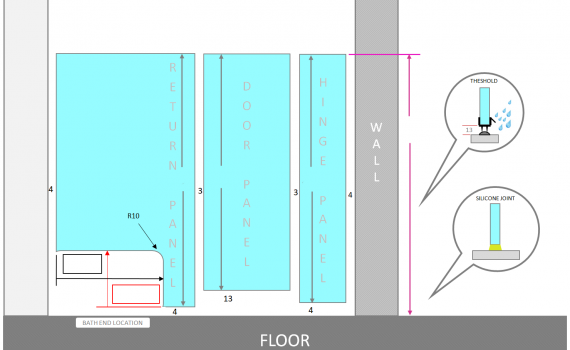 RETURN PANEL
DOOR PANEL
HINGE PANEL
WALL
THESHOLD
13
SILICONE JOINT
4
3
3
4
R10
13
4
4
BATH END LOCATION
FLOOR